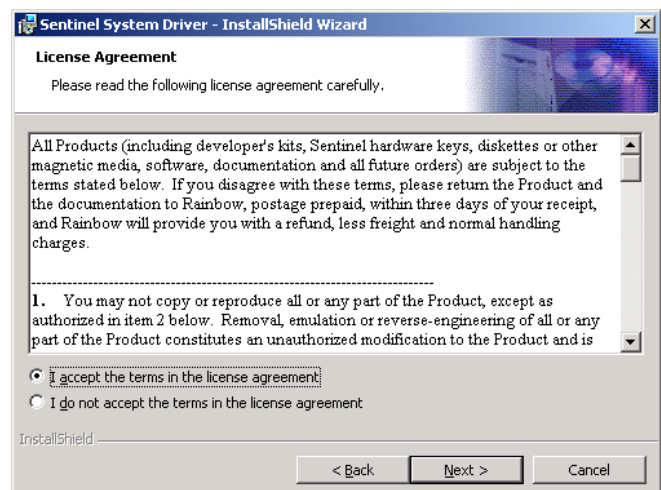 Sentinel System Driver - InstallShield Wizard
License Agreement
Please read the following license agreement carefully.
All Products (including developer's kits, Sentinel hardware keys, diskettes or other
magnetic media, software, documentation and all future orders) are subject to the
terms stated below. If you disagree with these terms, please return the Product and
the documentation to Rainbow, postage prepaid, within three days of your receipt,
and Rainbow will provide you with a refund, less freight and normal handling
charges.
--------------------------------------------------------------------------------
1. You may not copy or reproduce all or any part of the Product, except as
authorized in item 2 below. Removal, emulation or reverse-engineering of all or any
part of the Product constitutes an unauthorized modification to the Product and is
I accept the terms in the license agreement
I do not accept the terms in the license agreement
InstallShield
< Back Next > Cancel